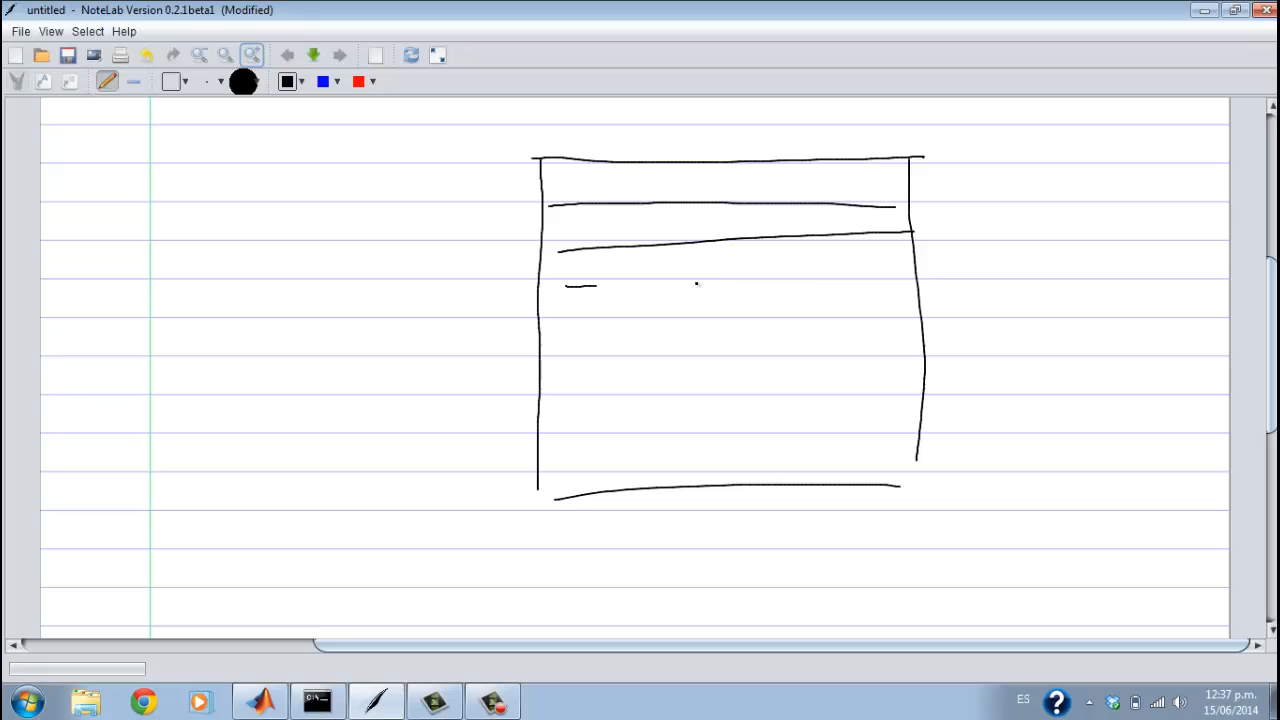 untitled - NoteLab Version 0.2.1beta1 (Modified)
File View Select Help
ES
12:37 p.m.
15/06/2014